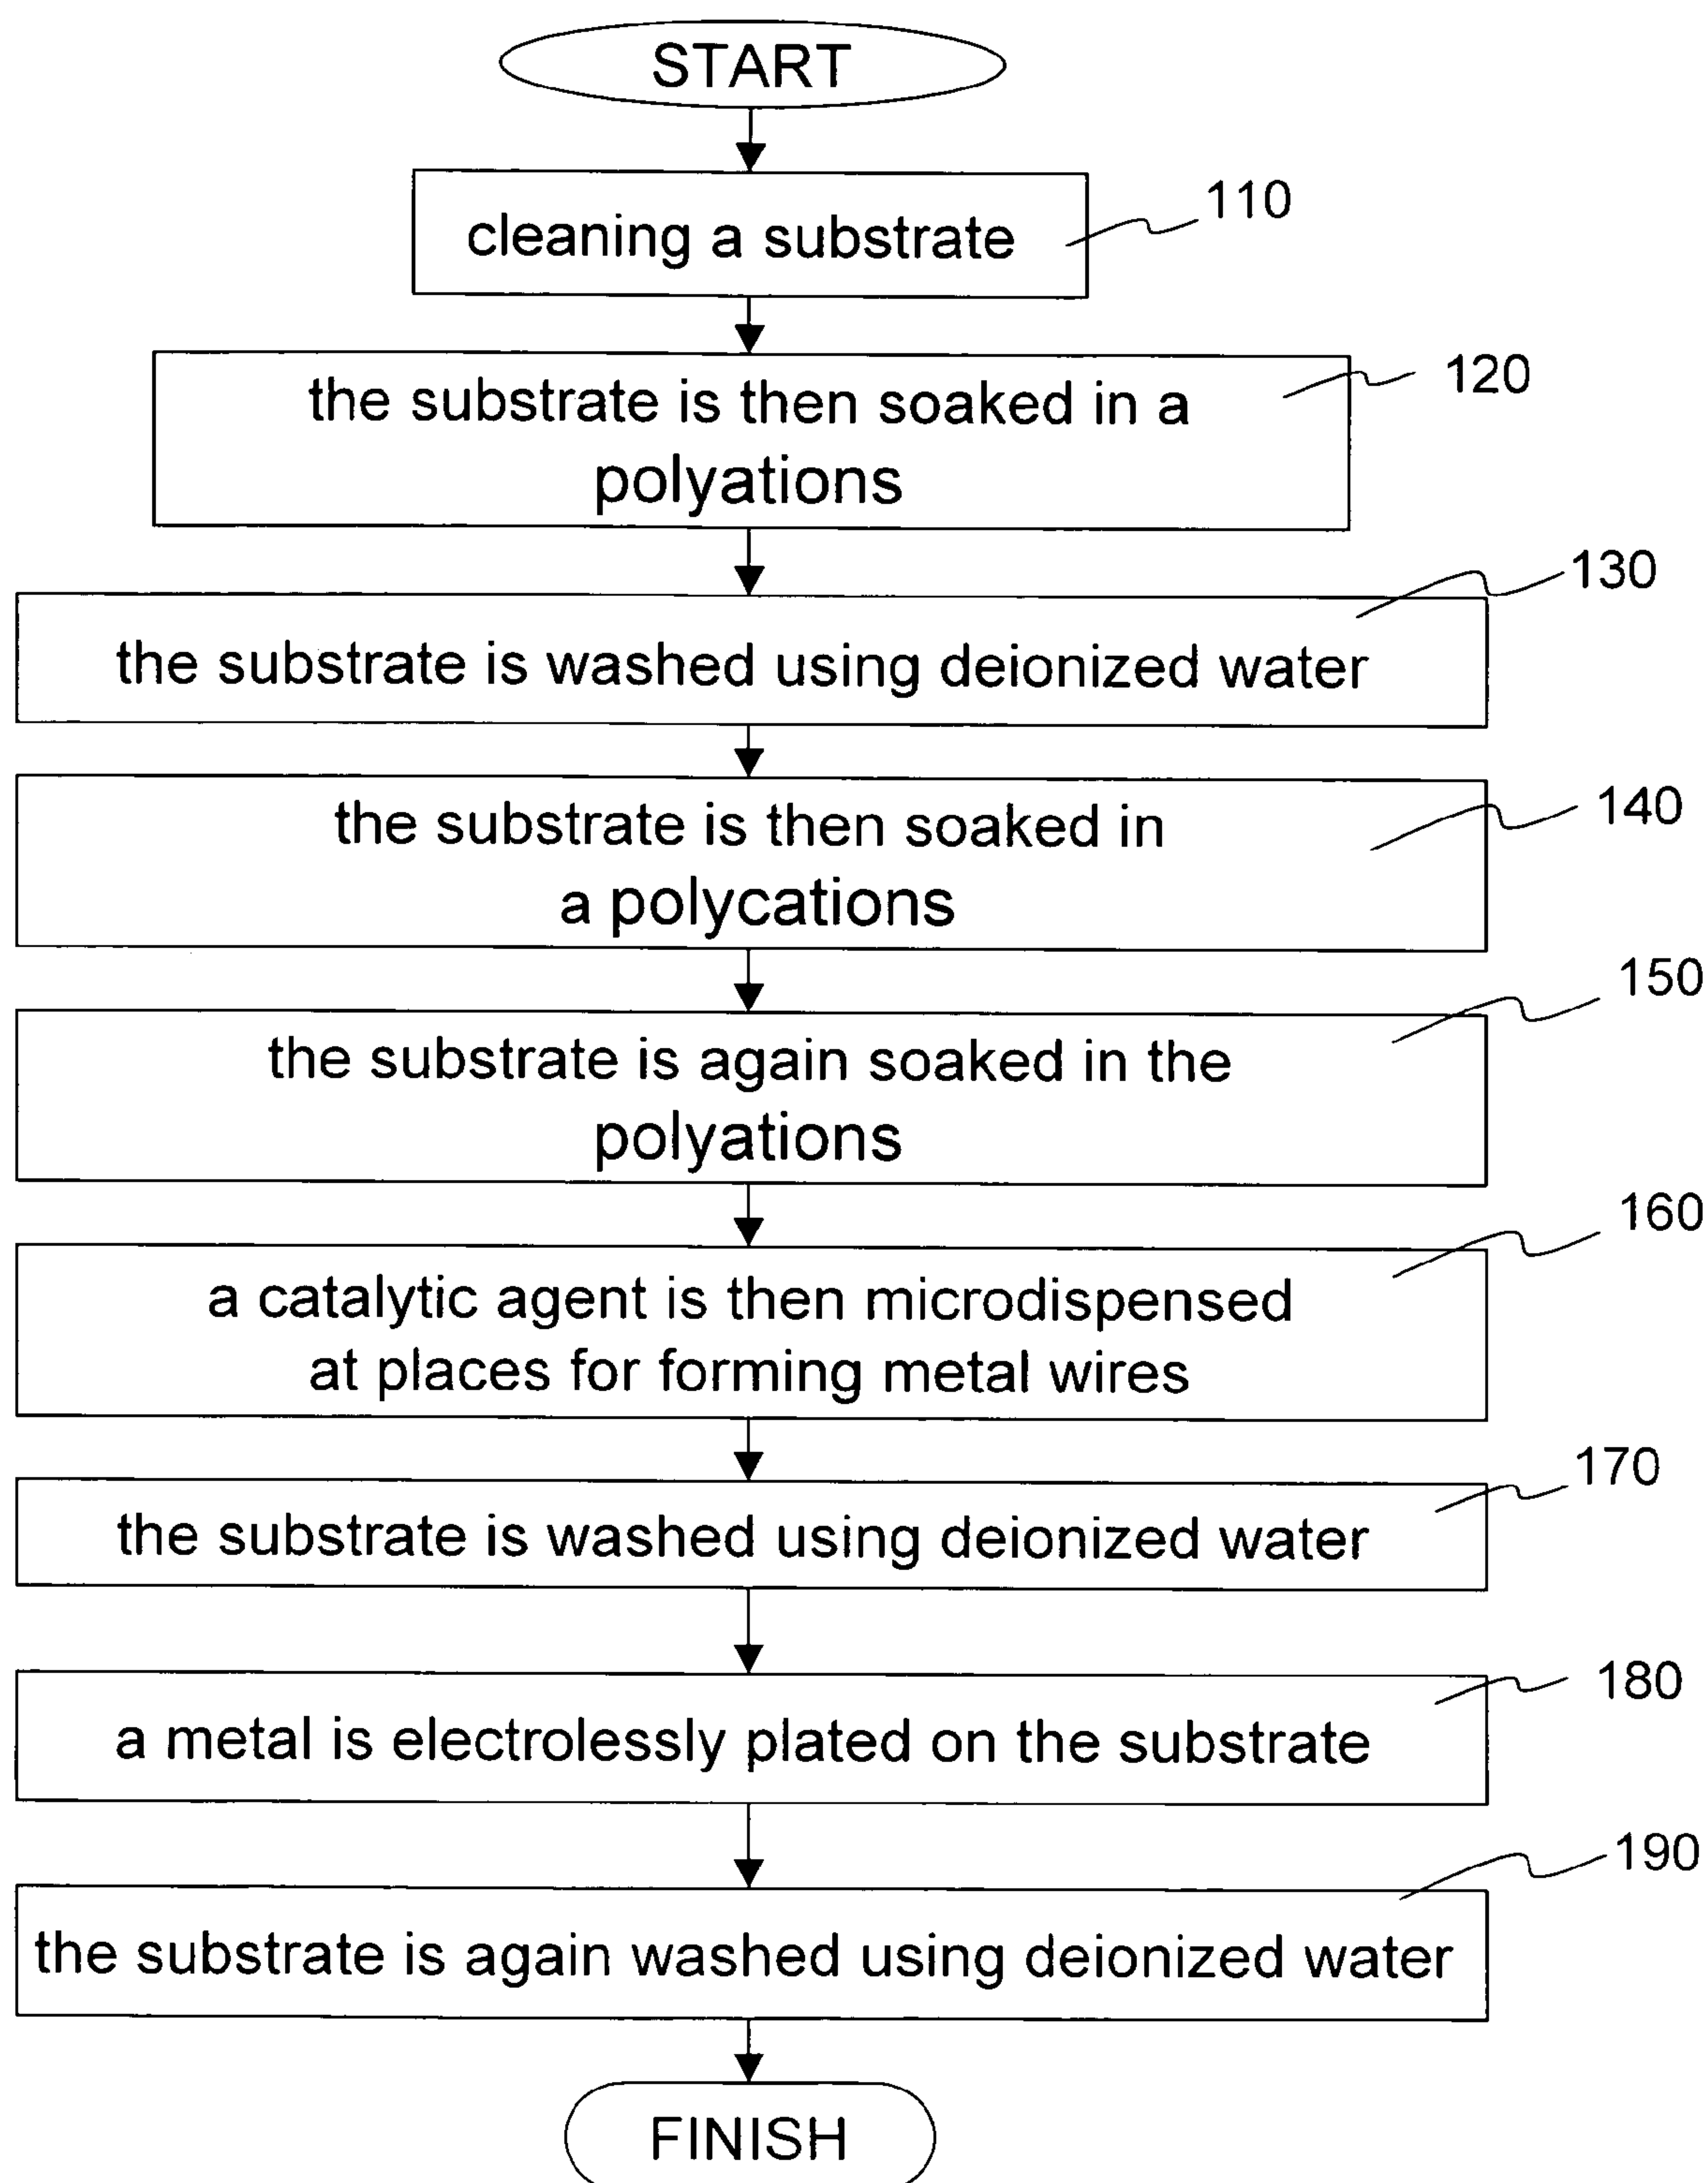 START
cleaning a substrate
110
the substrate is then soaked in a
polyations
120
the substrate is washed using deionized water
130
the substrate is then soaked in
a polycations
140
the substrate is again soaked in the
polyations
150
a catalytic agent is then microdispensed
at places for forming metal wires
160
the substrate is washed using deionized water
170
a metal is electrolessly plated on the substrate
180
the substrate is again washed using deionized water
190
FINISH